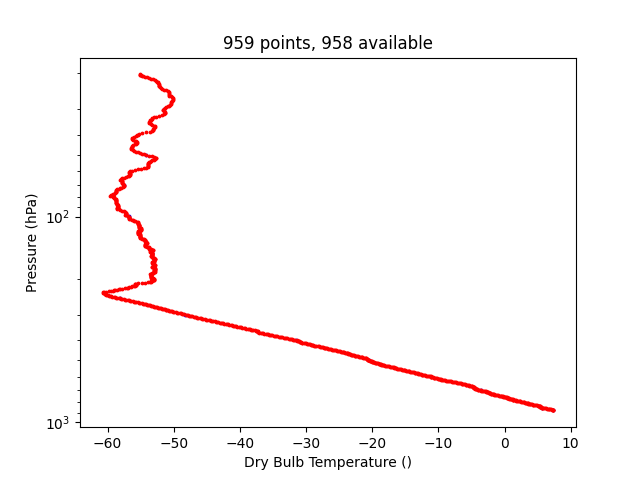 959 points, 958 available
Pressure (hPa)
10²
10³
−60 −50 −40 −30 −20 −10 0 10
Dry Bulb Temperature ()